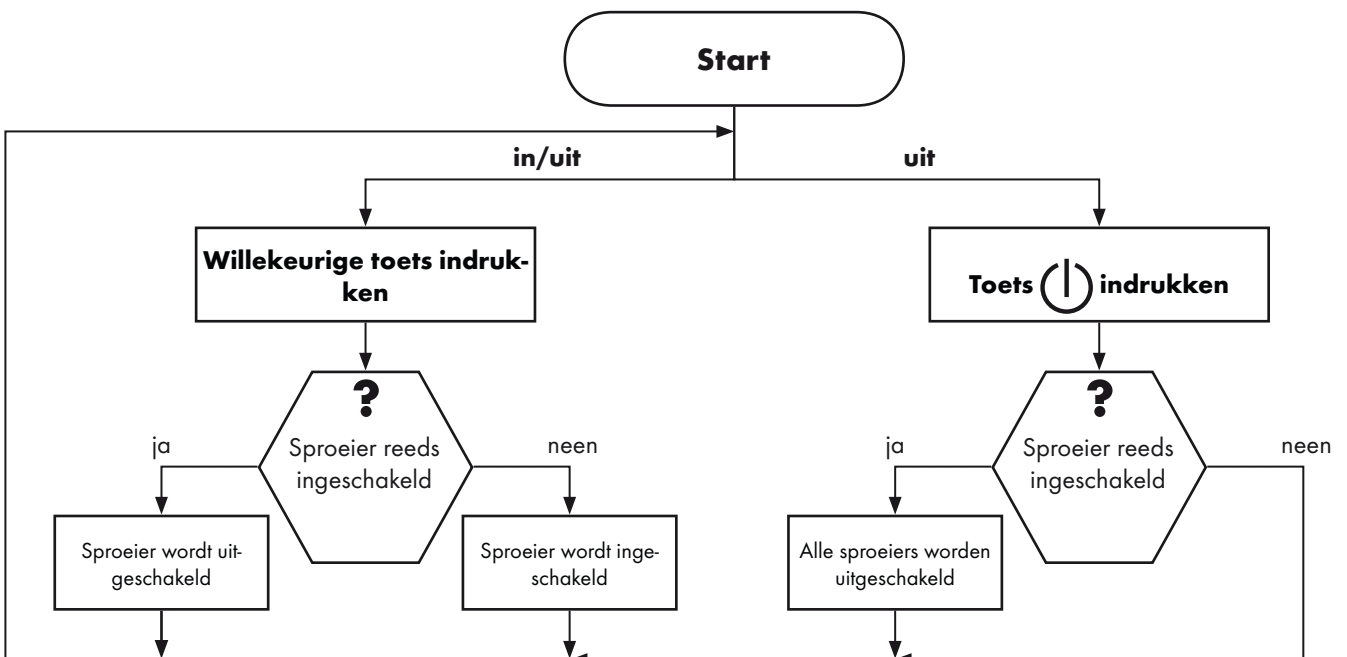 Start
in/uit
uit
Willekeurige toets indruk-
ken
Toets indrukken
?
Sproeier reeds
ingeschakeld
ja
neen
?
Sproeier reeds
ingeschakeld
ja
neen
Sproeier wordt uit-
geschakeld
Sproeier wordt inge-
schakeld
Alle sproeiers worden
uitgeschakeld